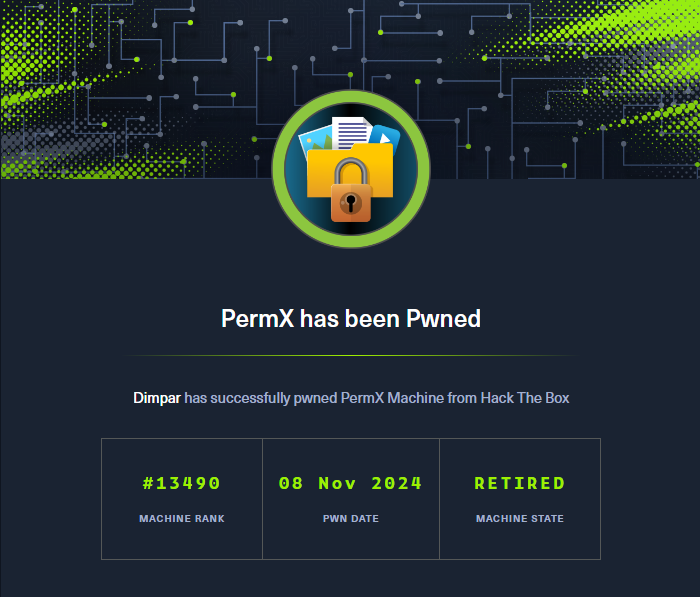 PermX has been Pwned
Dimpar has successfully pwned PermX Machine from Hack The Box
#13490 08 Nov 2024 RETIRED
MACHINE RANK PWN DATE MACHINE STATE